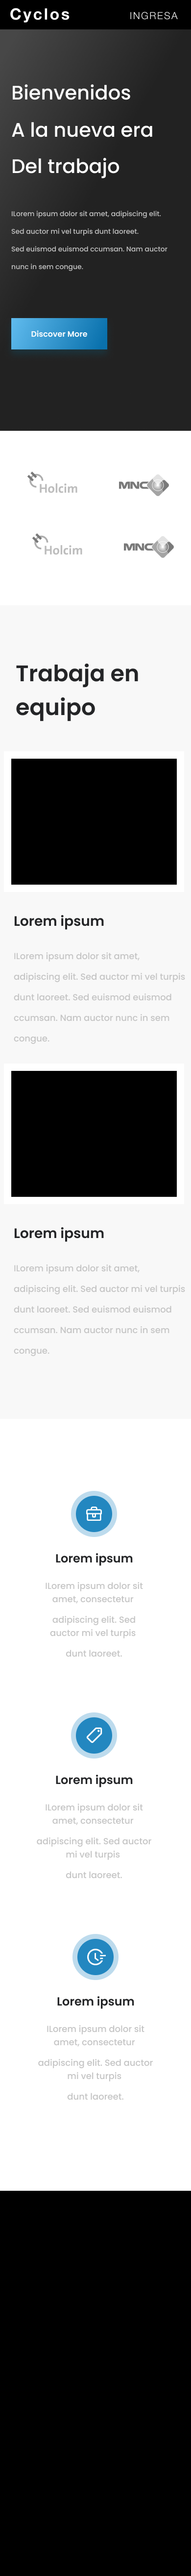 Cyclos INGRESA
Bienvenidos
A la nueva era
Del trabajo
lLorem ipsum dolor sit amet, adipiscing elit.
Sed auctor mi vel turpis dunt laoreet.
Sed euismod euismod ccumsan. Nam auctor
nunc in sem congue.
Discover More
Holcim MNC
Holcim MNC
Trabaja en
equipo
Lorem ipsum
lLorem ipsum dolor sit amet,
adipiscing elit. Sed auctor mi vel turpis
dunt laoreet. Sed euismod euismod
ccumsan. Nam auctor nunc in sem
congue.
Lorem ipsum
lLorem ipsum dolor sit amet,
adipiscing elit. Sed auctor mi vel turpis
dunt laoreet. Sed euismod euismod
ccumsan. Nam auctor nunc in sem
congue.
Lorem ipsum
lLorem ipsum dolor sit
amet, consectetur
adipiscing elit. Sed
auctor mi vel turpis
dunt laoreet.
Lorem ipsum
lLorem ipsum dolor sit
amet, consectetur
adipiscing elit. Sed auctor
mi vel turpis
dunt laoreet.
Lorem ipsum
lLorem ipsum dolor sit
amet, consectetur
adipiscing elit. Sed auctor
mi vel turpis
dunt laoreet.